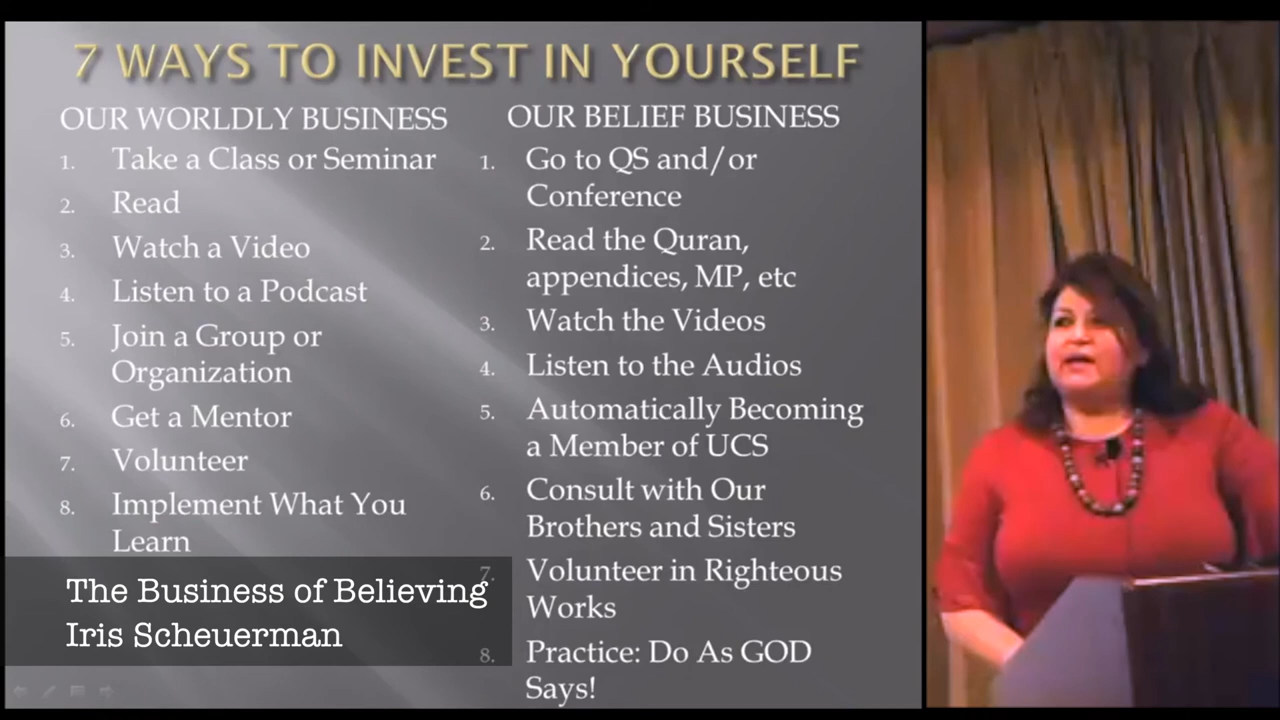 7 WAYS TO INVEST IN YOURSELF
OUR WORLDLY BUSINESS
1. Take a Class or Seminar
2. Read
3. Watch a Video
4. Listen to a Podcast
5. Join a Group or
Organization
6. Get a Mentor
7. Volunteer
8. Implement What You
Learn
OUR BELIEF BUSINESS
1. Go to QS and/or
Conference
2. Read the Quran,
appendices, MP, etc
3. Watch the Videos
4. Listen to the Audios
5. Automatically Becoming
a Member of UCS
6. Consult with Our
Brothers and Sisters
7. Volunteer in Righteous
Works
8. Practice: Do As GOD
Says!
The Business of Believing
Iris Scheuerman